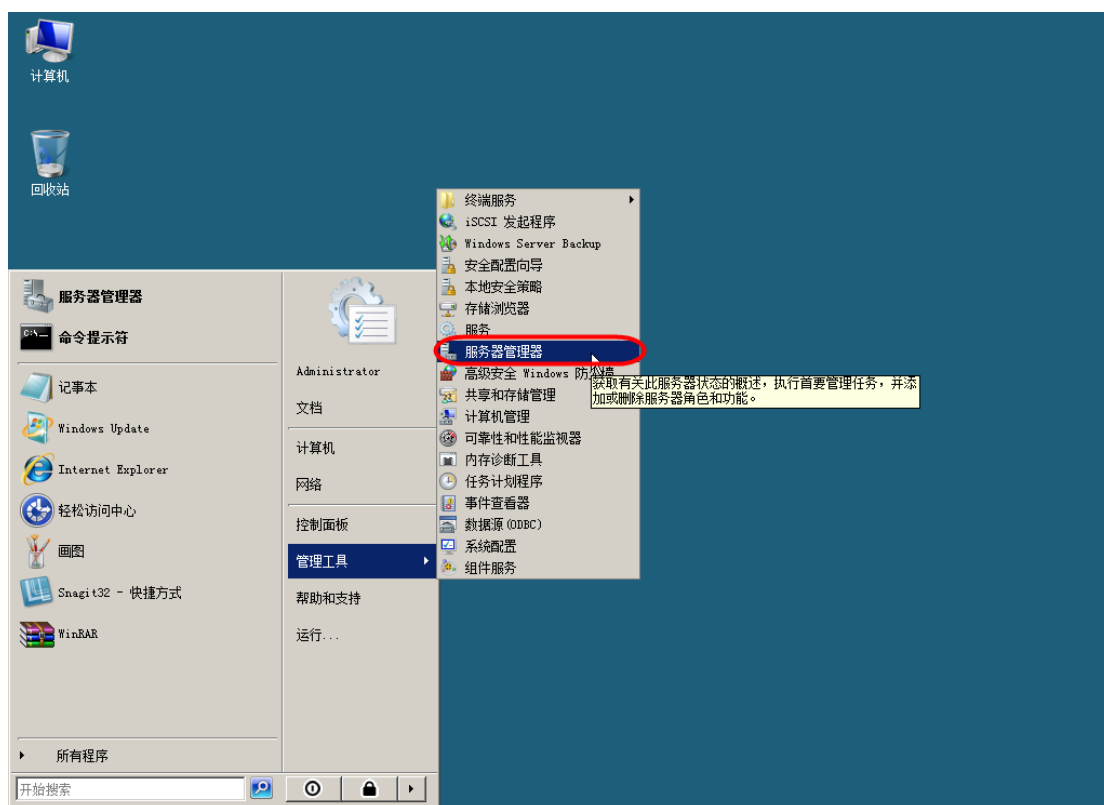 计算机
回收站
终端服务
iSCSI 发起程序
Windows Server Backup
安全配置向导
本地安全策略
存储浏览器
服务
服务器管理器
高级安全 Windows 防火墙
共享和存储管理
计算机管理
可靠性和性能监视器
内存诊断工具
任务计划程序
事件查看器
数据源(ODBC)
系统配置
组件服务
获取有关此服务器状态的概述，执行首要管理任务，并添
加或删除服务器角色和功能。
服务器管理器
C:\_
命令提示符
记事本
Windows Update
Internet Explorer
轻松访问中心
画图
Snagit32 - 快捷方式
WinRAR
所有程序
开始搜索
Administrator
文档
计算机
网络
控制面板
管理工具
帮助和支持
运行...